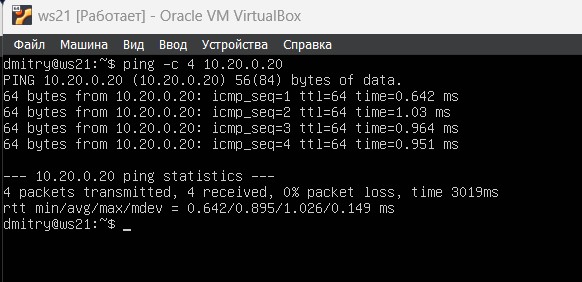 ws21 [Работает] - Oracle VM VirtualBox
Файл Машина Вид Ввод Устройства Справка
dmitry@ws21:~$ ping -c 4 10.20.0.20
PING 10.20.0.20 (10.20.0.20) 56(84) bytes of data.
64 bytes from 10.20.0.20: icmp_seq=1 ttl=64 time=0.642 ms
64 bytes from 10.20.0.20: icmp_seq=2 ttl=64 time=1.03 ms
64 bytes from 10.20.0.20: icmp_seq=3 ttl=64 time=0.964 ms
64 bytes from 10.20.0.20: icmp_seq=4 ttl=64 time=0.951 ms
--- 10.20.0.20 ping statistics ---
4 packets transmitted, 4 received, 0% packet loss, time 3019ms
rtt min/avg/max/mdev = 0.642/0.895/1.026/0.149 ms
dmitry@ws21:~$ _